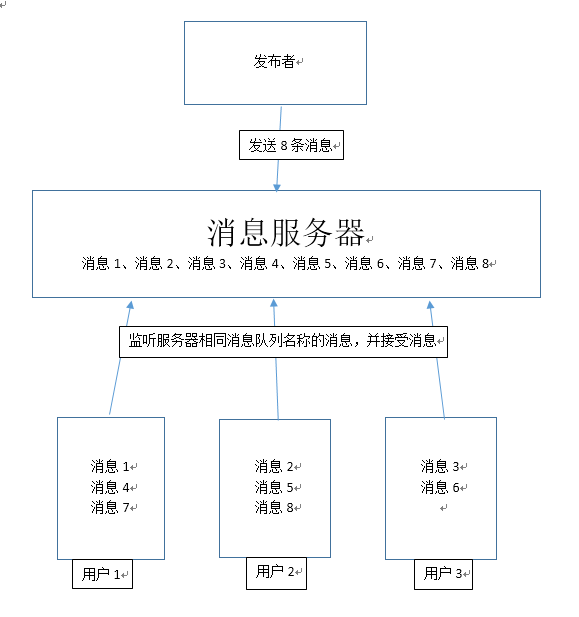 发布者
发送 8 条消息
消息服务器
消息 1、消息 2、消息 3、消息 4、消息 5、消息 6、消息 7、消息 8
监听服务器相同消息队列名称的消息，并接受消息
消息 1
消息 4
消息 7
用户 1
消息 2
消息 5
消息 8
用户 2
消息 3
消息 6
用户 3